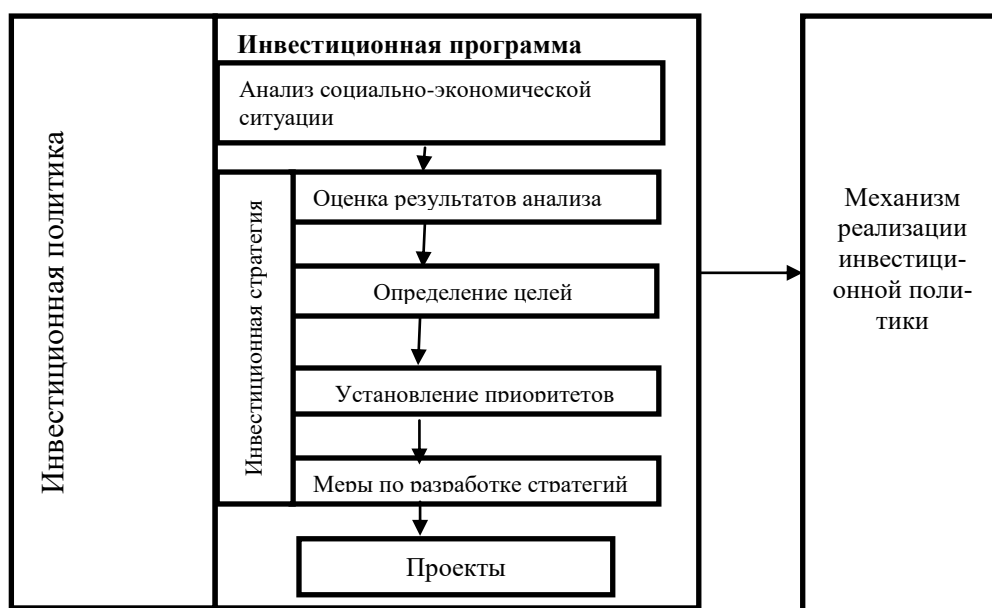 Инвестиционная политика
Инвестиционная программа
Анализ социально-экономической
ситуации
Инвестиционная стратегия
Оценка результатов анализа
Определение целей
Установление приоритетов
Меры по разработке стратегий
Проекты
Механизм
реализации
инвестици-
онной поли-
тики